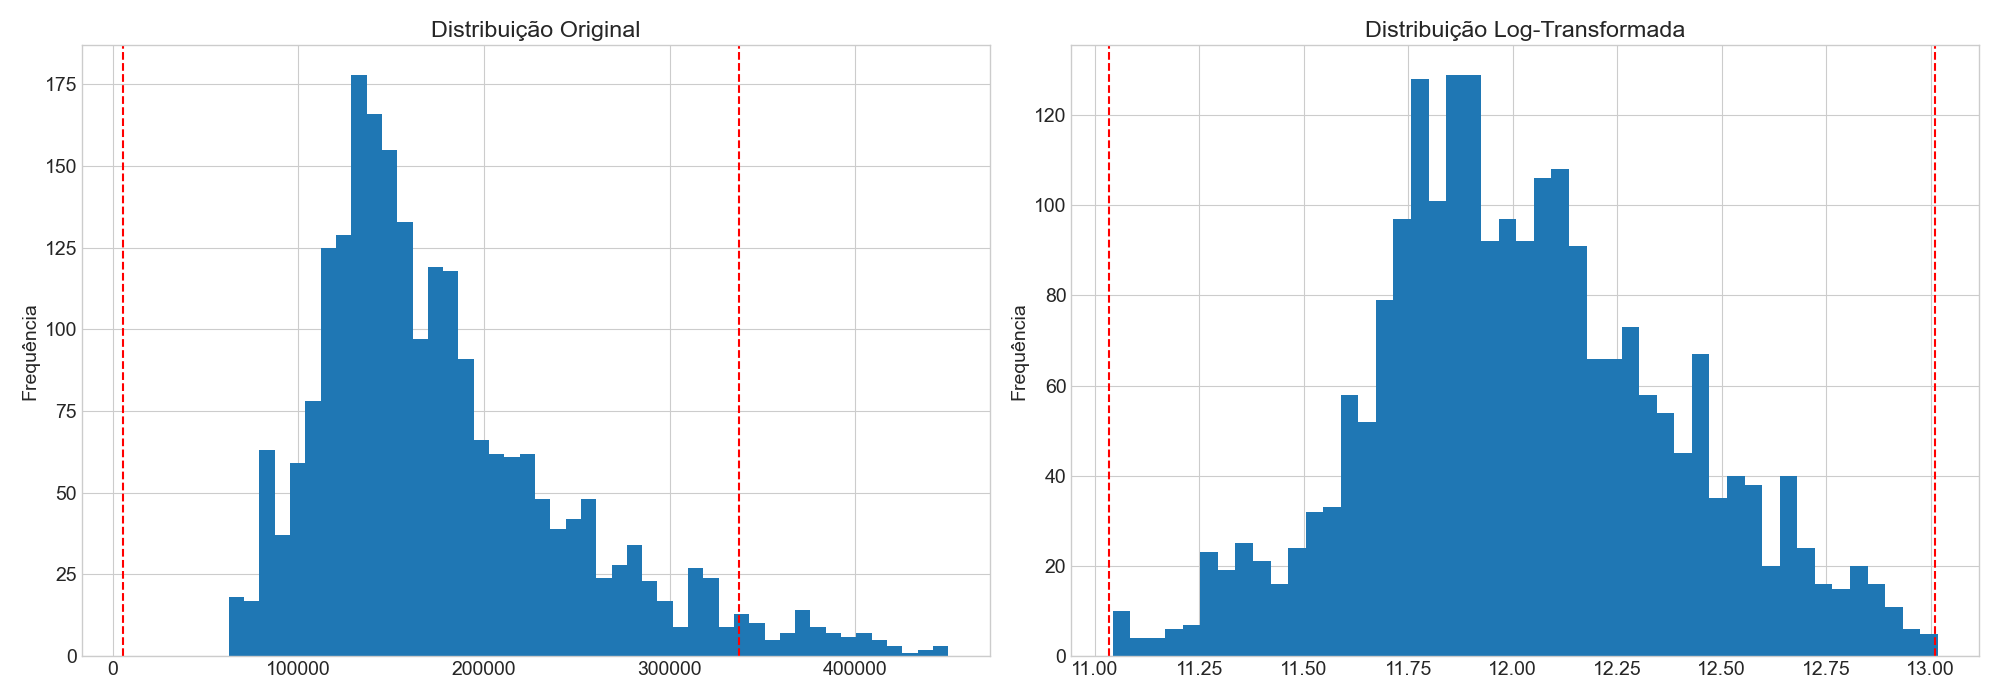 Distribuição Original
Frequência
175
150
125
100
75
50
25
0
0 100000 200000 300000 400000
Distribuição Log-Transformada
Frequência
120
100
80
60
40
20
0
11.00 11.25 11.50 11.75 12.00 12.25 12.50 12.75 13.00